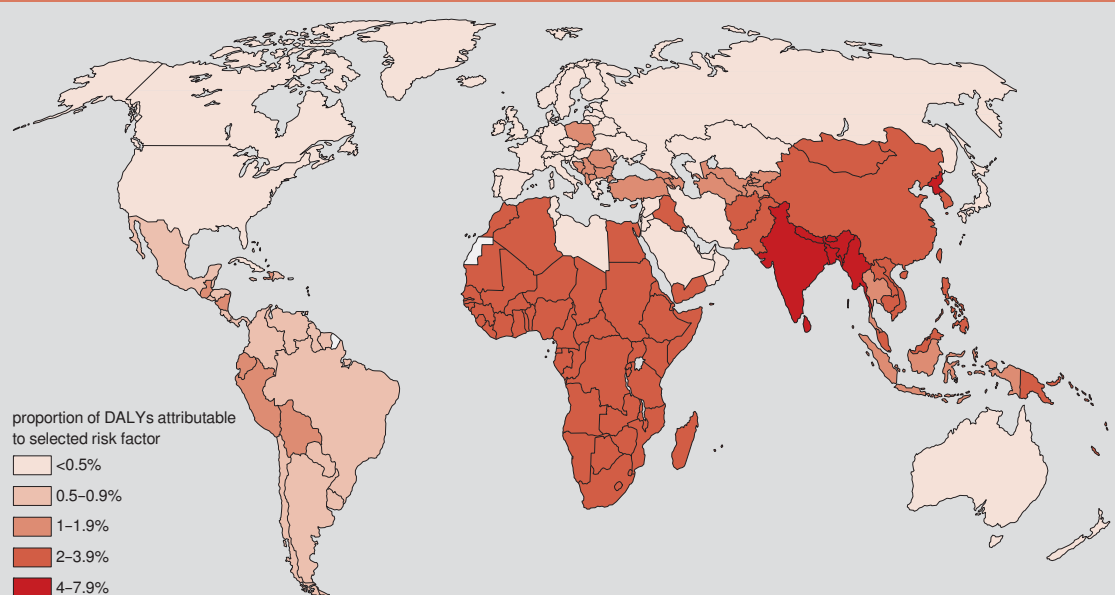 proportion of DALYs attributable
to selected risk factor
<0.5%
0.5–0.9%
1–1.9%
2–3.9%
4–7.9%